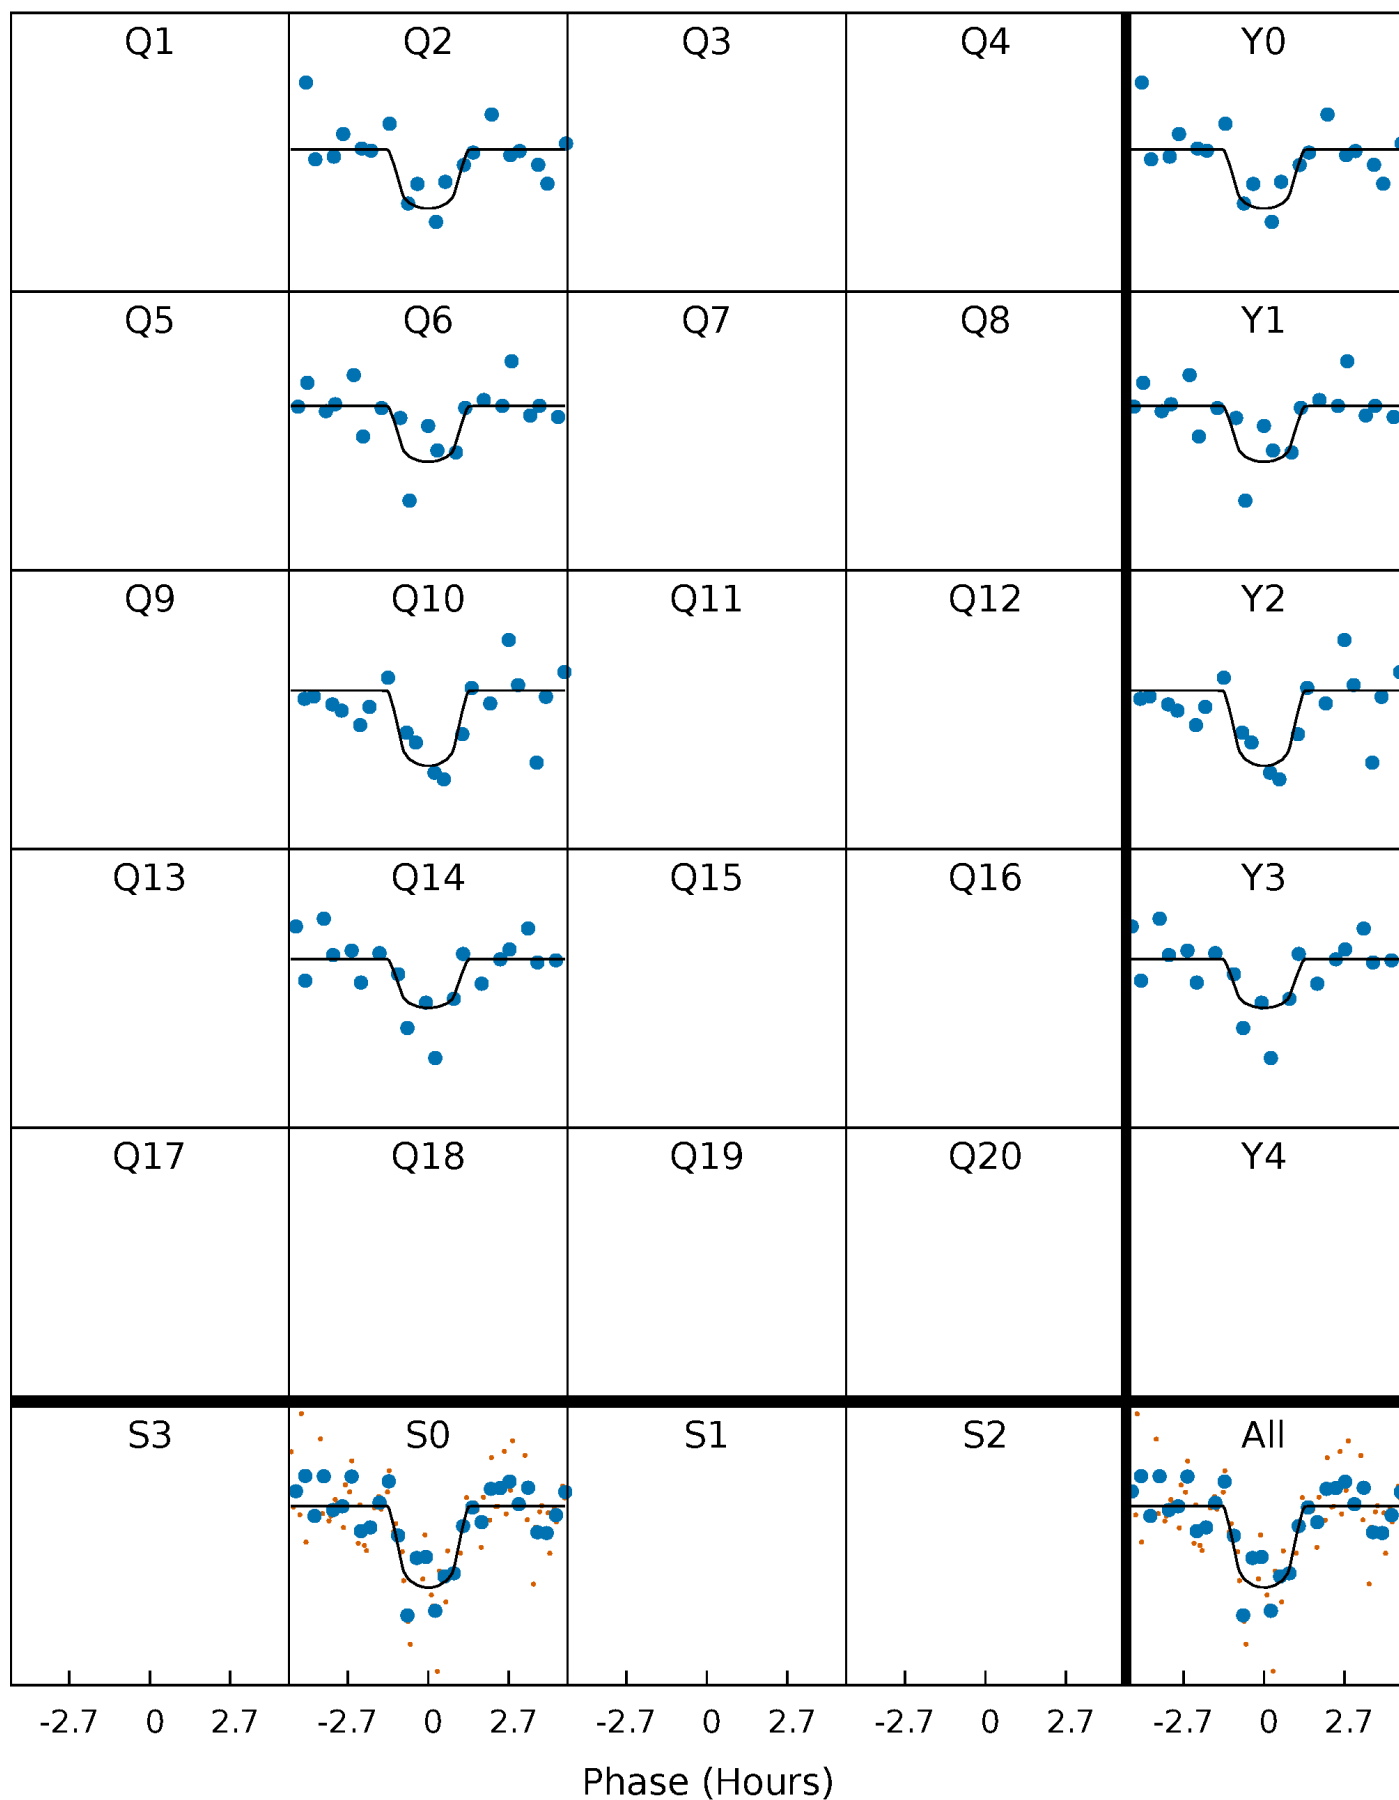 Q1 Q2 Q3 Q4 Y0
Q5 Q6 Q7 Q8 Y1
Q9 Q10 Q11 Q12 Y2
Q13 Q14 Q15 Q16 Y3
Q17 Q18 Q19 Q20 Y4
S3 S0 S1 S2 All
-2.7 0 2.7 -2.7 0 2.7 -2.7 0 2.7 -2.7 0 2.7 -2.7 0 2.7
Phase (Hours)